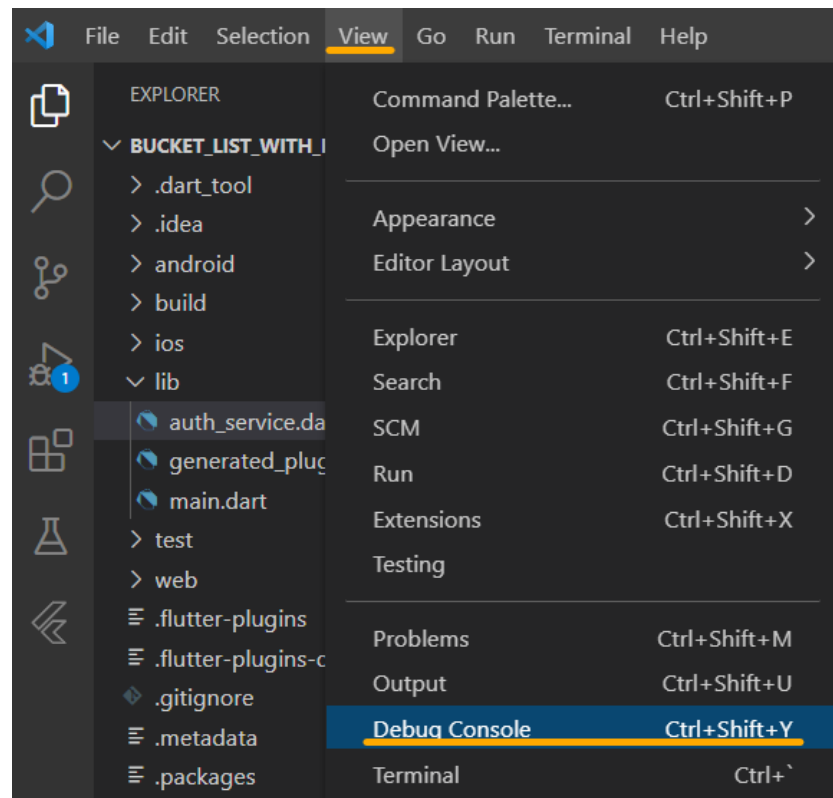 File Edit Selection View Go Run Terminal Help
EXPLORER
BUCKET_LIST_WITH_
.dart_tool
.idea
android
build
ios
lib
auth_service.da
generated_plug
main.dart
test
web
.flutter-plugins
.flutter-plugins-c
.gitignore
.metadata
.packages
1
Command Palette... Ctrl+Shift+P
Open View...
Appearance
Editor Layout
Explorer Ctrl+Shift+E
Search Ctrl+Shift+F
SCM Ctrl+Shift+G
Run Ctrl+Shift+D
Extensions Ctrl+Shift+X
Testing
Problems Ctrl+Shift+M
Output Ctrl+Shift+U
Debug Console Ctrl+Shift+Y
Terminal Ctrl+`